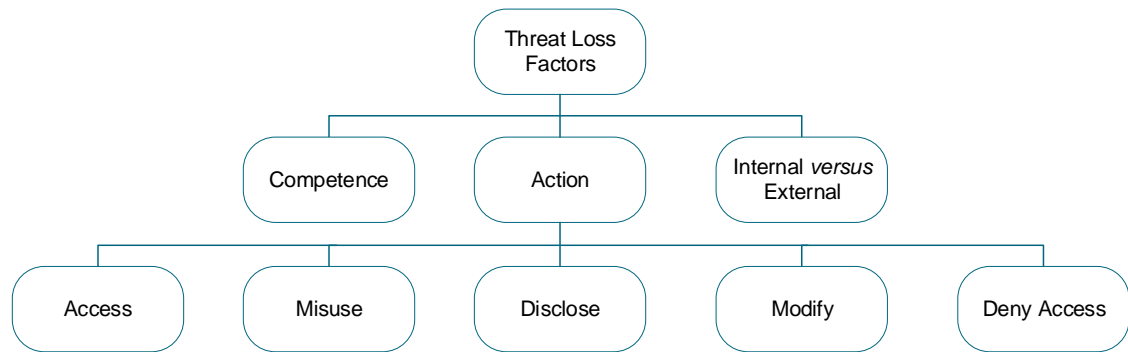 Threat Loss
Factors
Competence
Action
Internal versus
External
Access
Misuse
Disclose
Modify
Deny Access